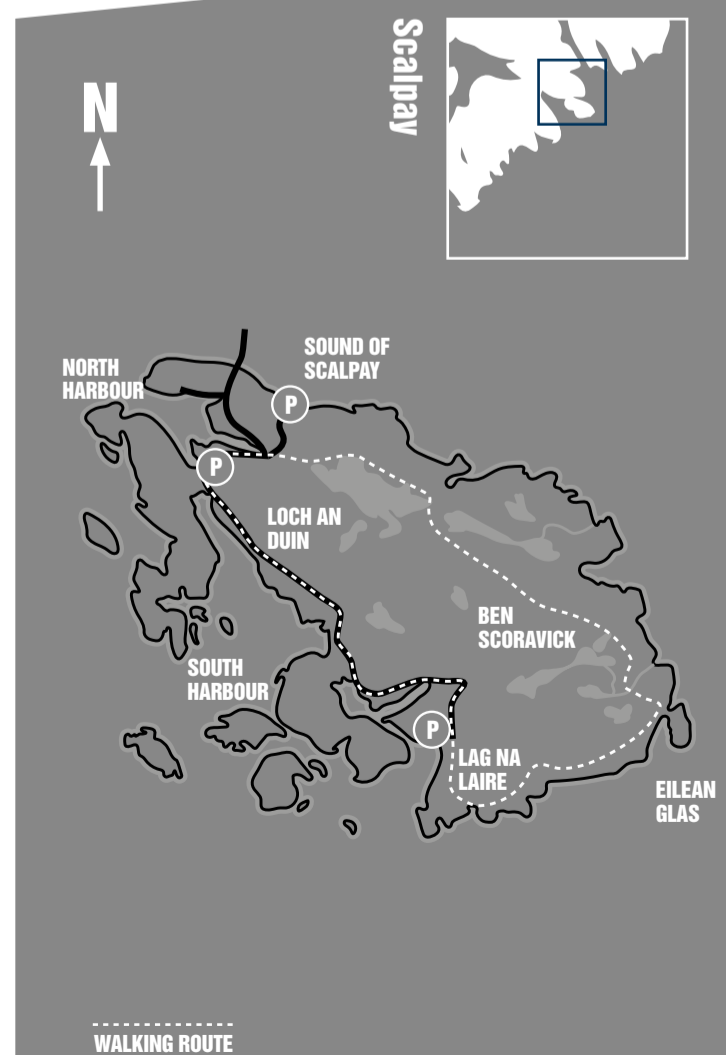 Scalpay
N
SOUND OF
SCALPAY
NORTH
HARBOUR
P
P
LOCH AN
DUIN
BEN
SCORAVICK
SOUTH
HARBOUR
P
LAG NA
LAIRE
EILEAN
GLAS
WALKING ROUTE